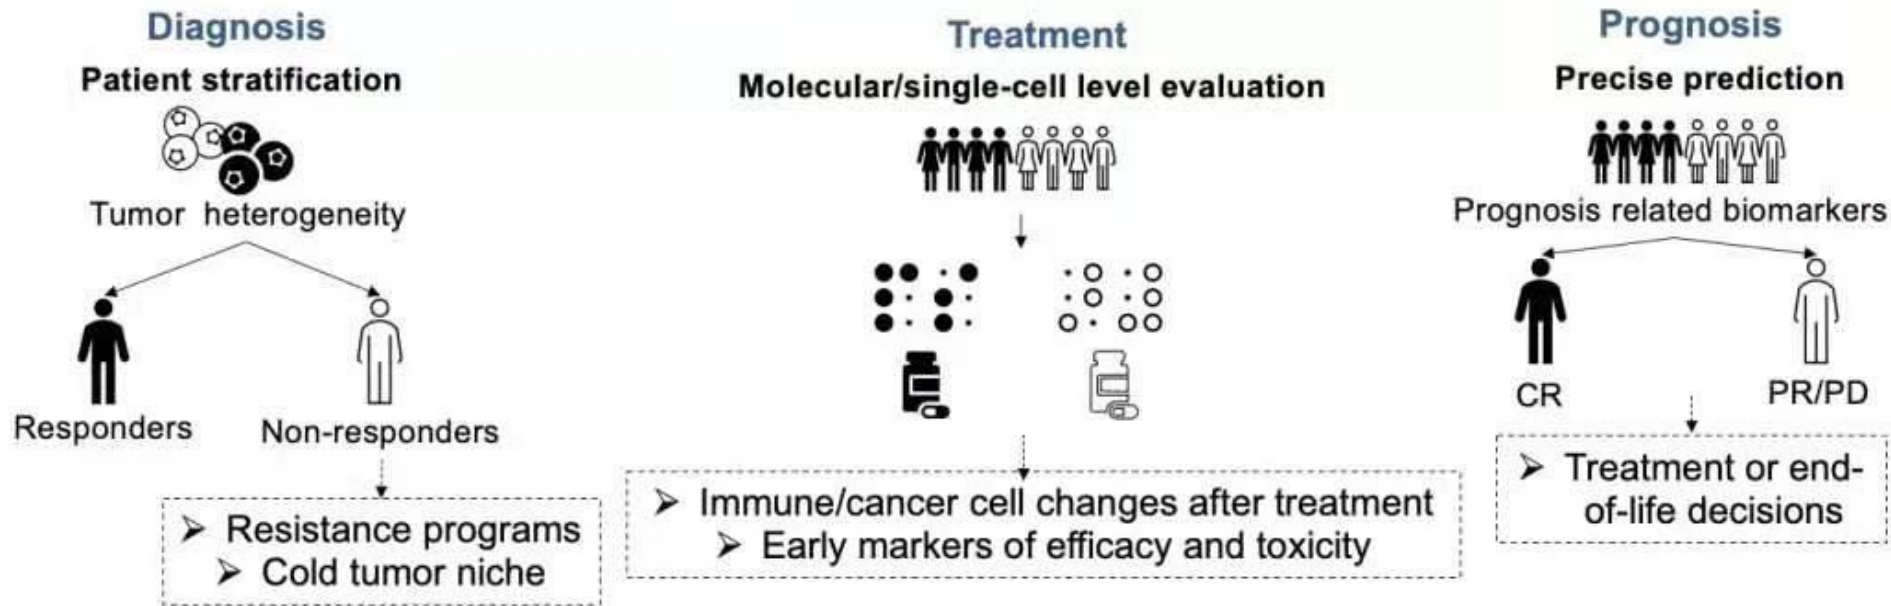 Diagnosis
Patient stratification
Tumor heterogeneity
Responders
Non-responders
➢ Resistance programs
➢ Cold tumor niche
Treatment
Molecular/single-cell level evaluation
➢ Immune/cancer cell changes after treatment
➢ Early markers of efficacy and toxicity
Prognosis
Precise prediction
Prognosis related biomarkers
CR
PR/PD
➢ Treatment or end-
of-life decisions